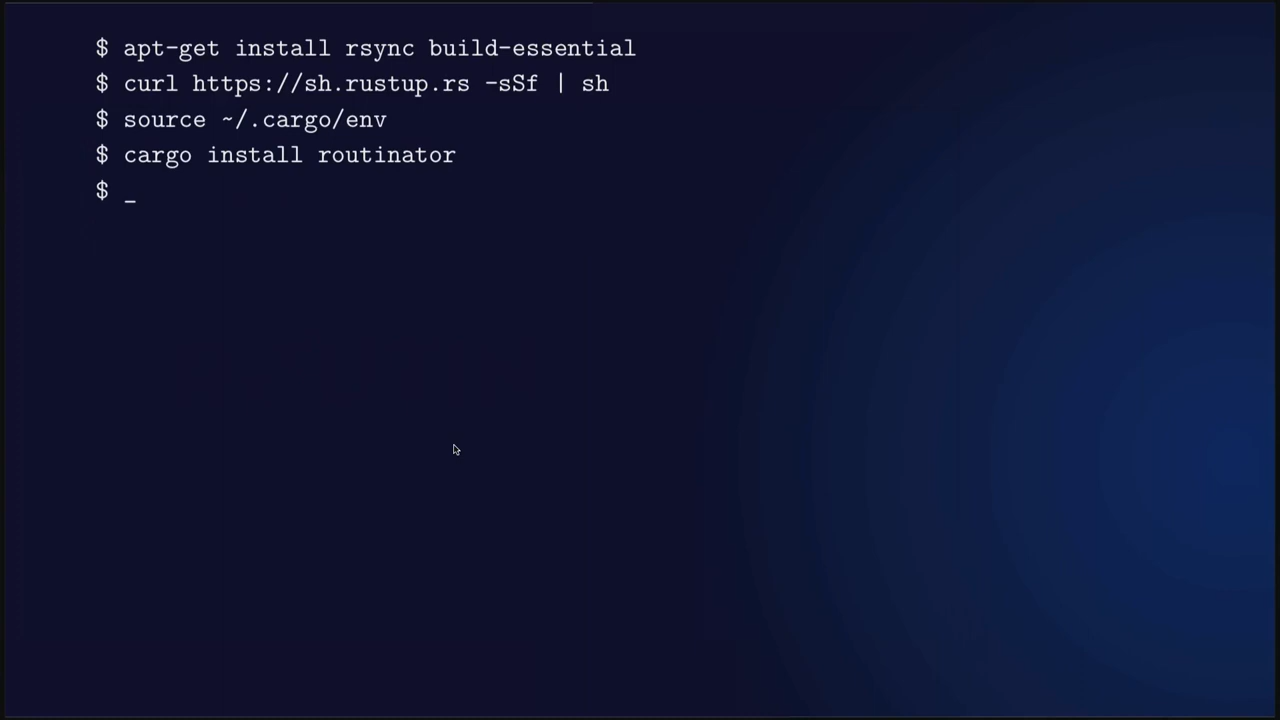 $ apt-get install rsync build-essential
$ curl https://sh.rustup.rs -sSf | sh
$ source ~/.cargo/env
$ cargo install routinator
$ _